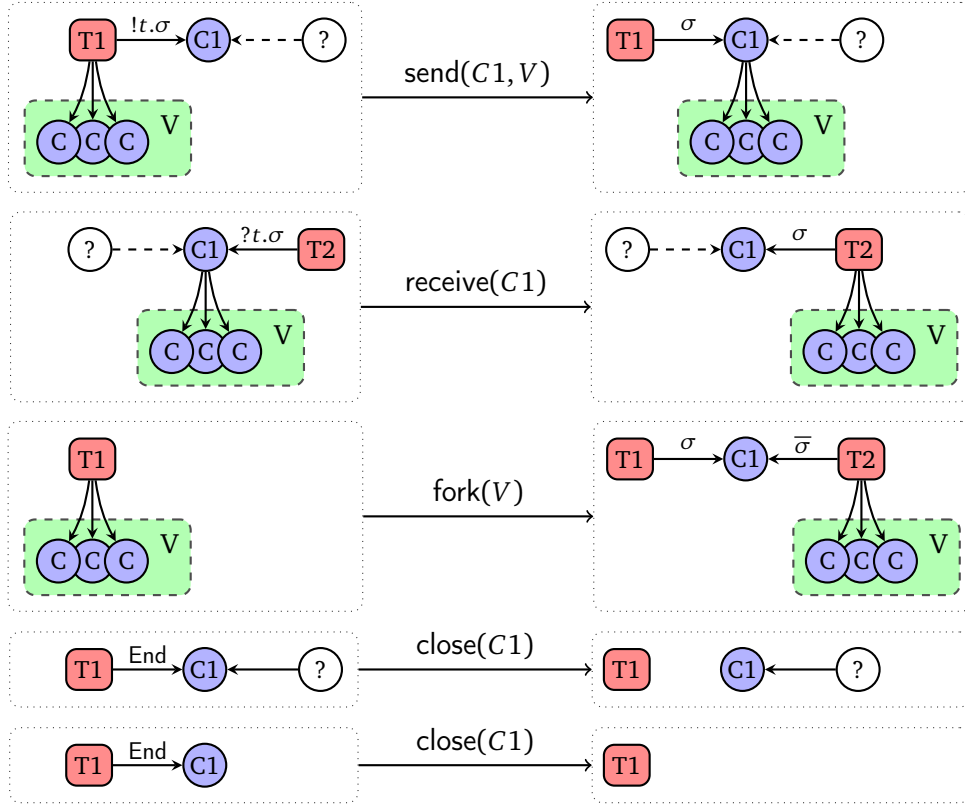 T1 !t.σ C1 ? send(C1, V) T1 σ C1 ?
C C C V C C C V
? C1 ?t.σ T2 receive(C1) ? C1 σ T2
C C C V C C C V
T1 fork(V) T1 σ C1 σ̅ T2
C C C V C C C V
T1 End C1 ? close(C1) T1 C1 ?
T1 End C1 close(C1) T1